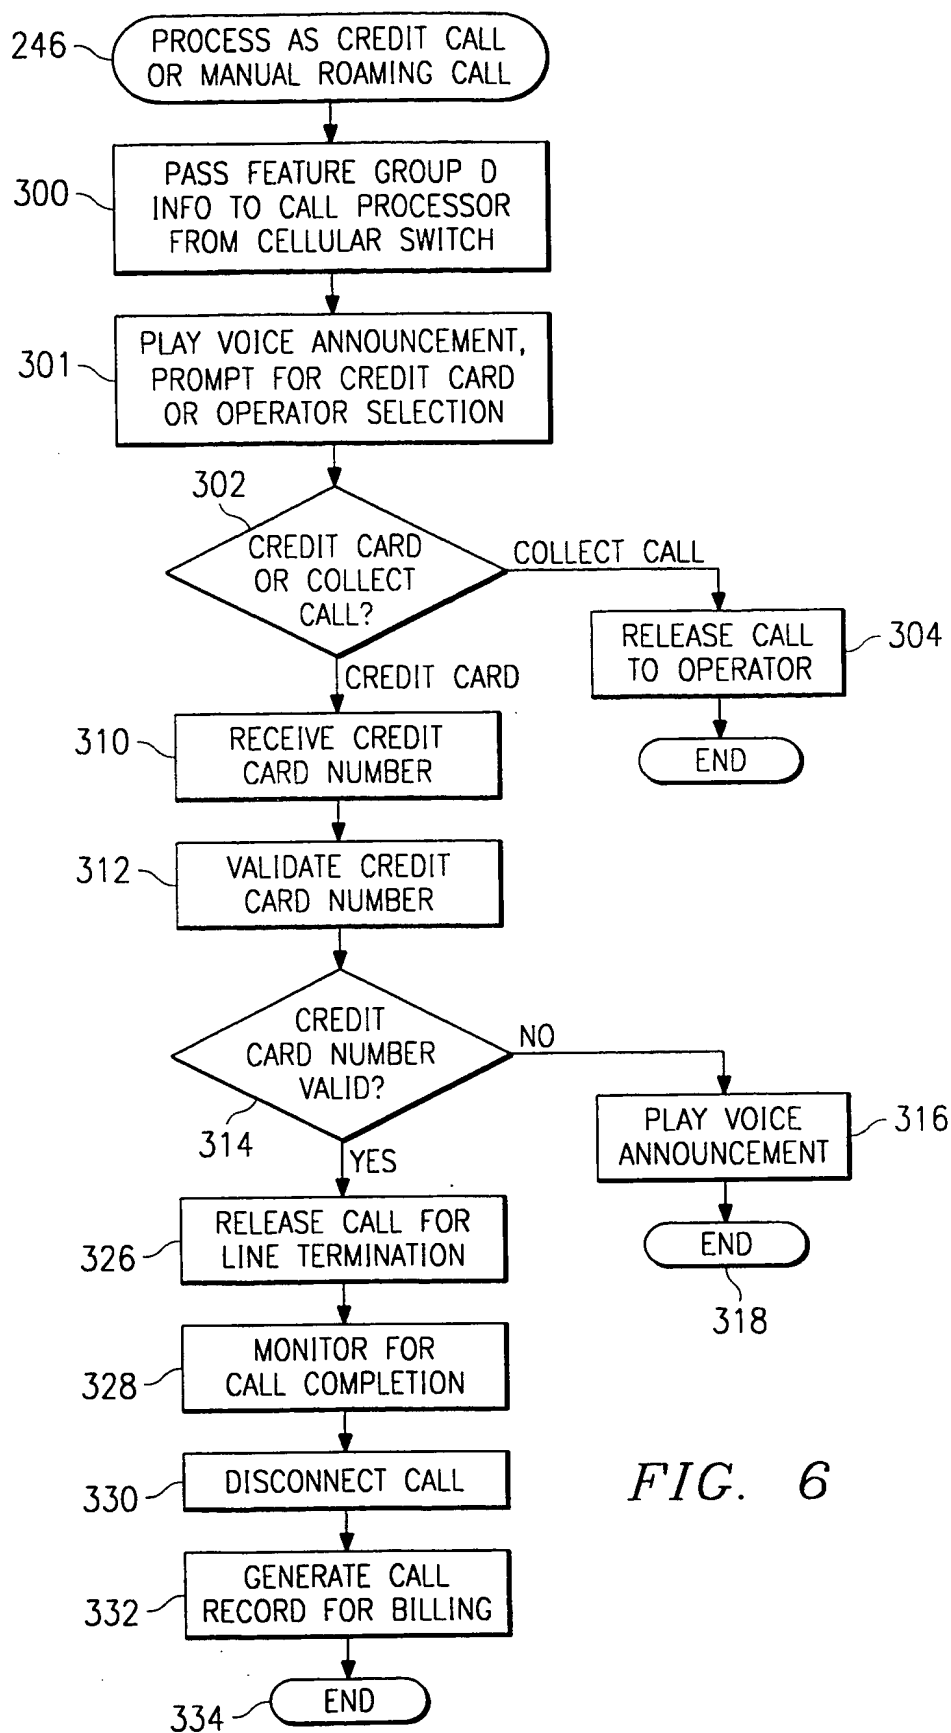 246
PROCESS AS CREDIT CALL
OR MANUAL ROAMING CALL
300
PASS FEATURE GROUP D
INFO TO CALL PROCESSOR
FROM CELLULAR SWITCH
301
PLAY VOICE ANNOUNCEMENT,
PROMPT FOR CREDIT CARD
OR OPERATOR SELECTION
302
CREDIT CARD
OR COLLECT
CALL?
COLLECT CALL
RELEASE CALL
TO OPERATOR
304
END
CREDIT CARD
310
RECEIVE CREDIT
CARD NUMBER
312
VALIDATE CREDIT
CARD NUMBER
CREDIT
CARD NUMBER
VALID?
314
NO
PLAY VOICE
ANNOUNCEMENT
316
END
318
YES
326
RELEASE CALL FOR
LINE TERMINATION
328
MONITOR FOR
CALL COMPLETION
330
DISCONNECT CALL
332
GENERATE CALL
RECORD FOR BILLING
334
END
FIG. 6